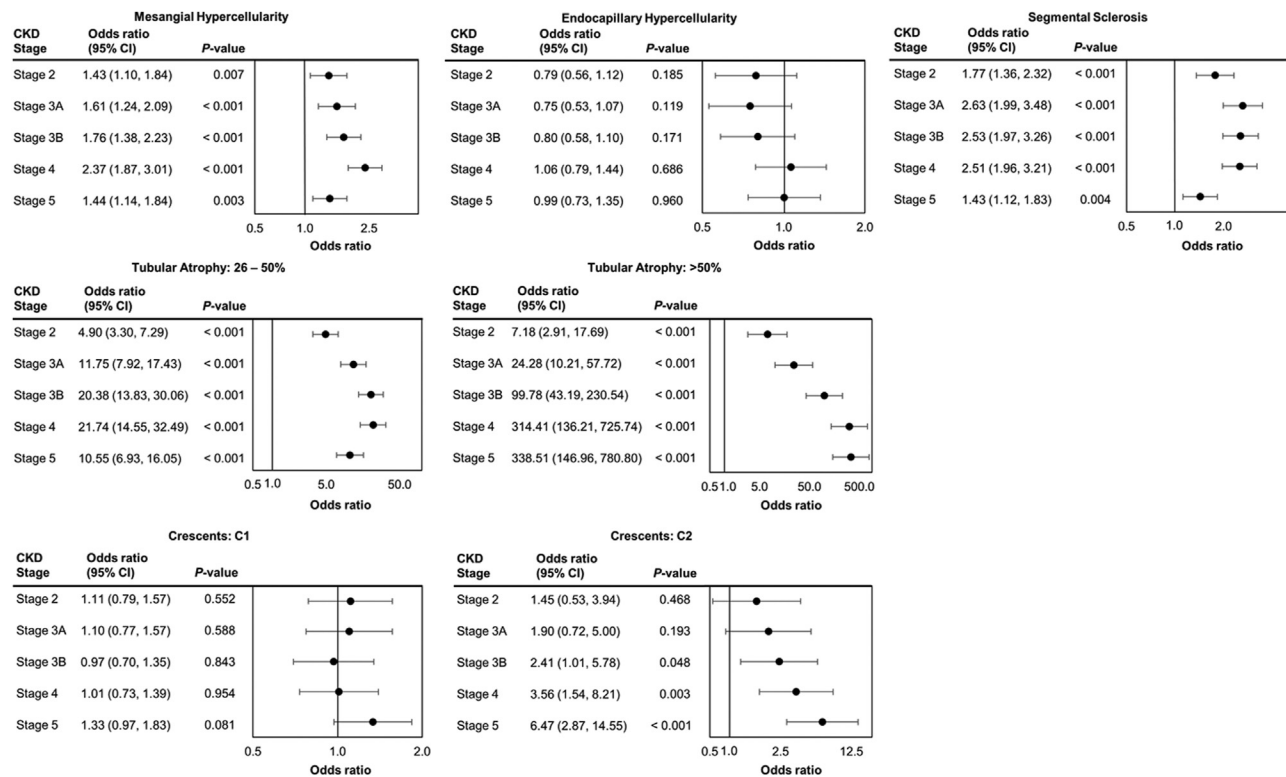 Mesangial Hypercellularity
CKD Stage Odds ratio (95% CI) P-value
Stage 2 1.43 (1.10, 1.84) 0.007
Stage 3A 1.61 (1.24, 2.09) < 0.001
Stage 3B 1.76 (1.38, 2.23) < 0.001
Stage 4 2.37 (1.87, 3.01) < 0.001
Stage 5 1.44 (1.14, 1.84) 0.003
0.5 1.0 2.5
Odds ratio
Endocapillary Hypercellularity
CKD Stage Odds ratio (95% CI) P-value
Stage 2 0.79 (0.56, 1.12) 0.185
Stage 3A 0.75 (0.53, 1.07) 0.119
Stage 3B 0.80 (0.58, 1.10) 0.171
Stage 4 1.06 (0.79, 1.44) 0.686
Stage 5 0.99 (0.73, 1.35) 0.960
0.5 1.0 2.0
Odds ratio
Segmental Sclerosis
CKD Stage Odds ratio (95% CI) P-value
Stage 2 1.77 (1.36, 2.32) < 0.001
Stage 3A 2.63 (1.99, 3.48) < 0.001
Stage 3B 2.53 (1.97, 3.26) < 0.001
Stage 4 2.51 (1.96, 3.21) < 0.001
Stage 5 1.43 (1.12, 1.83) 0.004
0.5 1.0 2.0
Odds ratio
Tubular Atrophy: 26 – 50%
CKD Stage Odds ratio (95% CI) P-value
Stage 2 4.90 (3.30, 7.29) < 0.001
Stage 3A 11.75 (7.92, 17.43) < 0.001
Stage 3B 20.38 (13.83, 30.06) < 0.001
Stage 4 21.74 (14.55, 32.49) < 0.001
Stage 5 10.55 (6.93, 16.05) < 0.001
0.5 1.0 5.0 50.0
Odds ratio
Tubular Atrophy: >50%
CKD Stage Odds ratio (95% CI) P-value
Stage 2 7.18 (2.91, 17.69) < 0.001
Stage 3A 24.28 (10.21, 57.72) < 0.001
Stage 3B 99.78 (43.19, 230.54) < 0.001
Stage 4 314.41 (136.21, 725.74) < 0.001
Stage 5 338.51 (146.96, 780.80) < 0.001
0.5 1.0 5.0 50.0 500.0
Odds ratio
Crescents: C1
CKD Stage Odds ratio (95% CI) P-value
Stage 2 1.11 (0.79, 1.57) 0.552
Stage 3A 1.10 (0.77, 1.57) 0.588
Stage 3B 0.97 (0.70, 1.35) 0.843
Stage 4 1.01 (0.73, 1.39) 0.954
Stage 5 1.33 (0.97, 1.83) 0.081
0.5 1.0 2.0
Odds ratio
Crescents: C2
CKD Stage Odds ratio (95% CI) P-value
Stage 2 1.45 (0.53, 3.94) 0.468
Stage 3A 1.90 (0.72, 5.00) 0.193
Stage 3B 2.41 (1.01, 5.78) 0.048
Stage 4 3.56 (1.54, 8.21) 0.003
Stage 5 6.47 (2.87, 14.55) < 0.001
0.5 1.0 2.5 12.5
Odds ratio